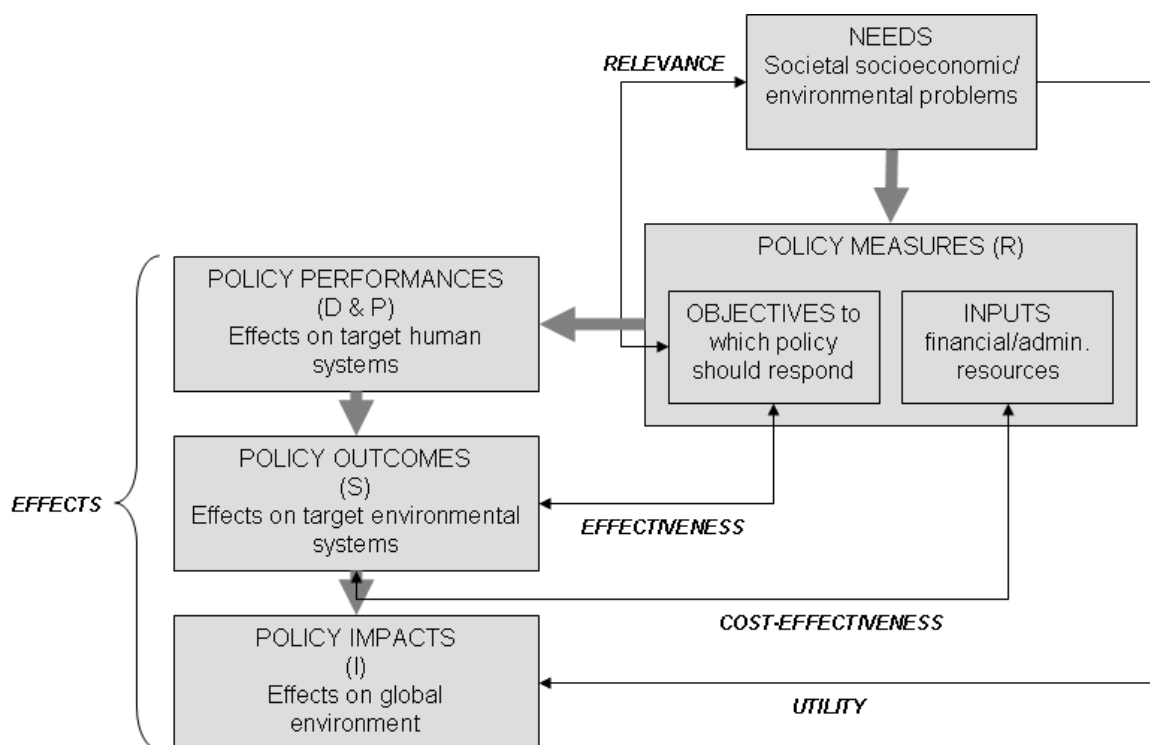 NEEDS
Societal socioeconomic/
environmental problems
RELEVANCE
POLICY MEASURES (R)
OBJECTIVES to
which policy
should respond
INPUTS
financial/admin.
resources
POLICY PERFORMANCES
(D & P)
Effects on target human
systems
POLICY OUTCOMES
(S)
Effects on target environmental
systems
EFFECTS
EFFECTIVENESS
COST-EFFECTIVENESS
POLICY IMPACTS
(I)
Effects on global
environment
UTILITY